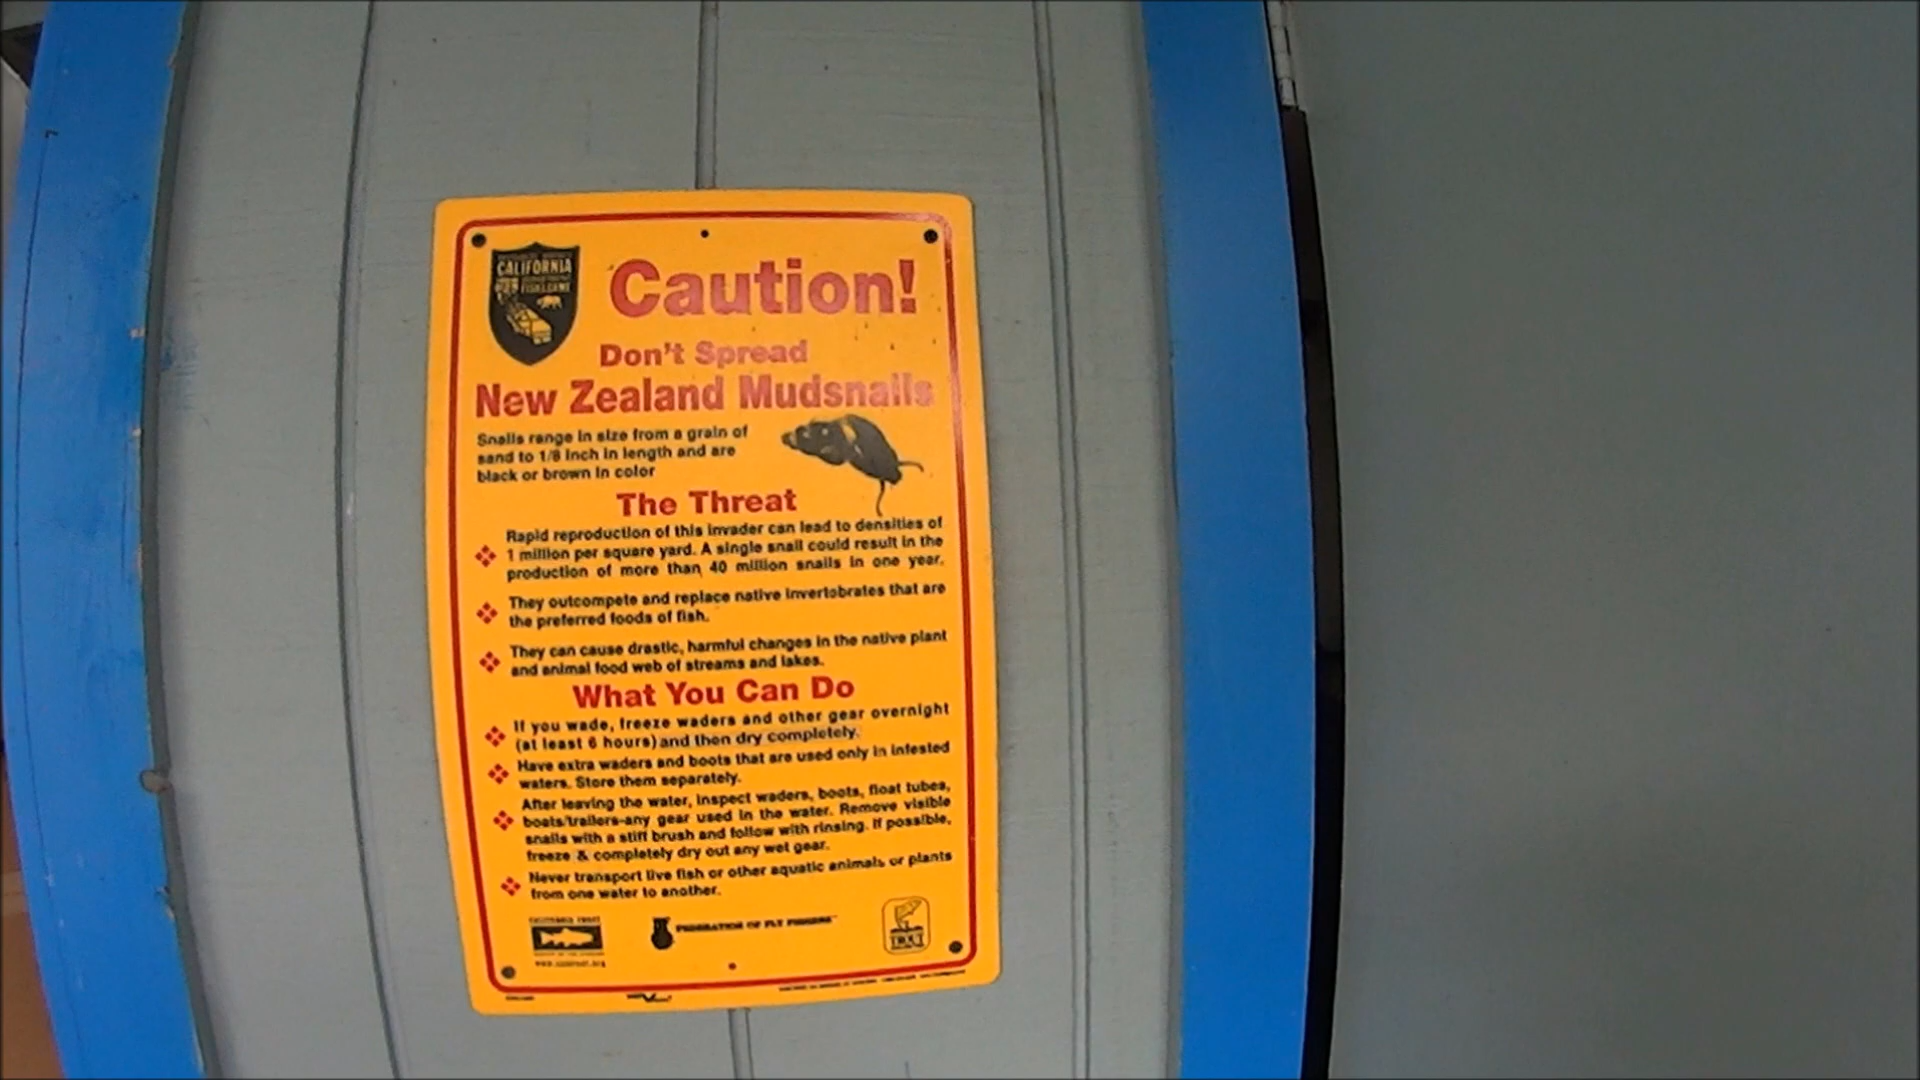 CALIFORNIA
FISH & GAME
Caution!
Don't Spread
New Zealand Mudsnails
Snails range in size from a grain of
sand to 1/8 inch in length and are
black or brown in color
The Threat
Rapid reproduction of this invader can lead to densities of
1 million per square yard. A single snail could result in the
production of more than 40 million snails in one year.
They outcompete and replace native invertebrates that are
the preferred foods of fish.
They can cause drastic, harmful changes in the native plant
and animal food web of streams and lakes.
What You Can Do
If you wade, freeze waders and other gear overnight
(at least 6 hours) and then dry completely.
Have extra waders and boots that are used only in infested
waters. Store them separately.
After leaving the water, inspect waders, boots, float tubes,
boats/trailers-any gear used in the water. Remove visible
snails with a stiff brush and follow with rinsing. If possible,
freeze & completely dry out any wet gear.
Never transport live fish or other aquatic animals or plants
from one water to another.
FEDERATION OF FLY FISHERS